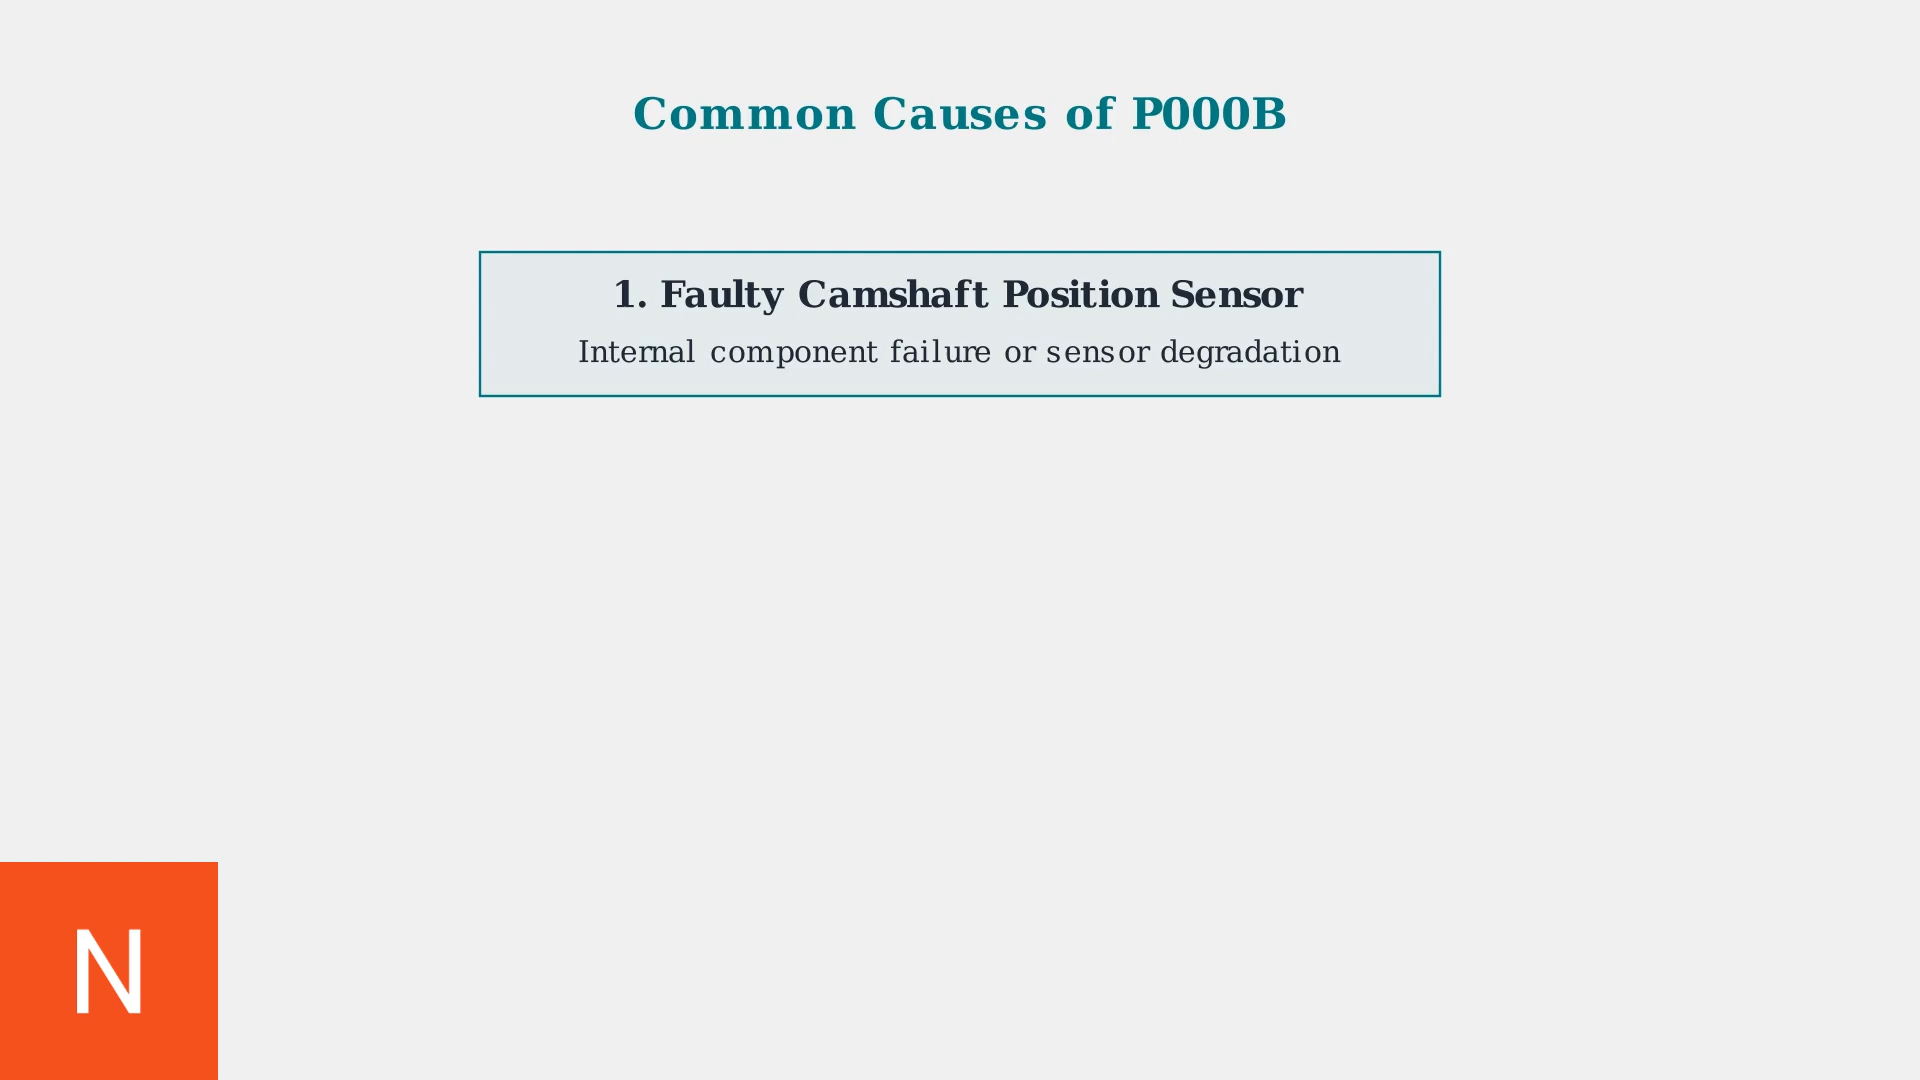 Common Causes of P000B
1. Faulty Camshaft Position Sensor
Internal component failure or sensor degradation
N